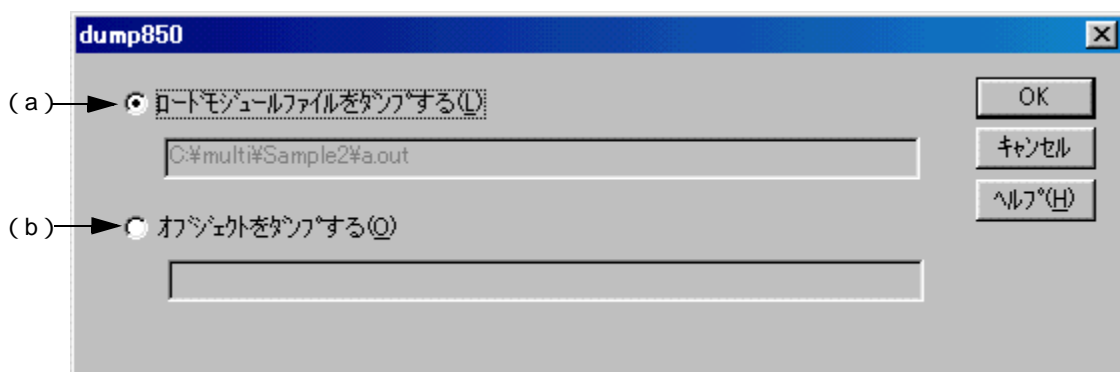 dump850
(a) ﾛｰﾄﾞﾓｼﾞｭｰﾙﾌｧｲﾙをﾀﾞﾝﾌﾟする(L)
OK
C:¥multi¥Sample2¥a.out
ｷｬﾝｾﾙ
ﾍﾙﾌﾟ(H)
(b) ｵﾌﾞｼﾞｪｸﾄをﾀﾞﾝﾌﾟする(O)